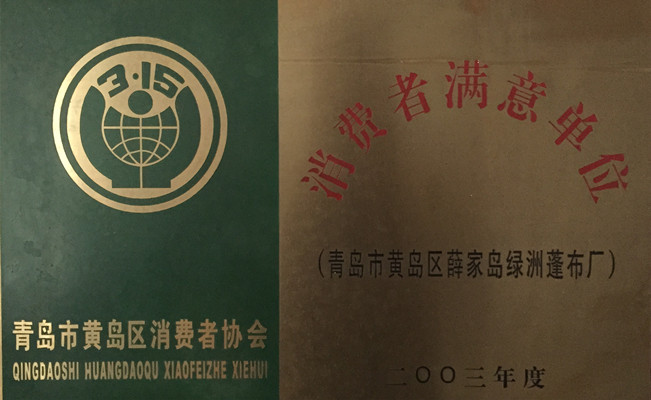 3·15
青岛市黄岛区消费者协会
QINGDAOSHI HUANGDAOQU XIAOFEIZHE XIEHUI
消费者满意单位
(青岛市黄岛区薛家岛绿洲蓬布厂)
二〇〇三年度